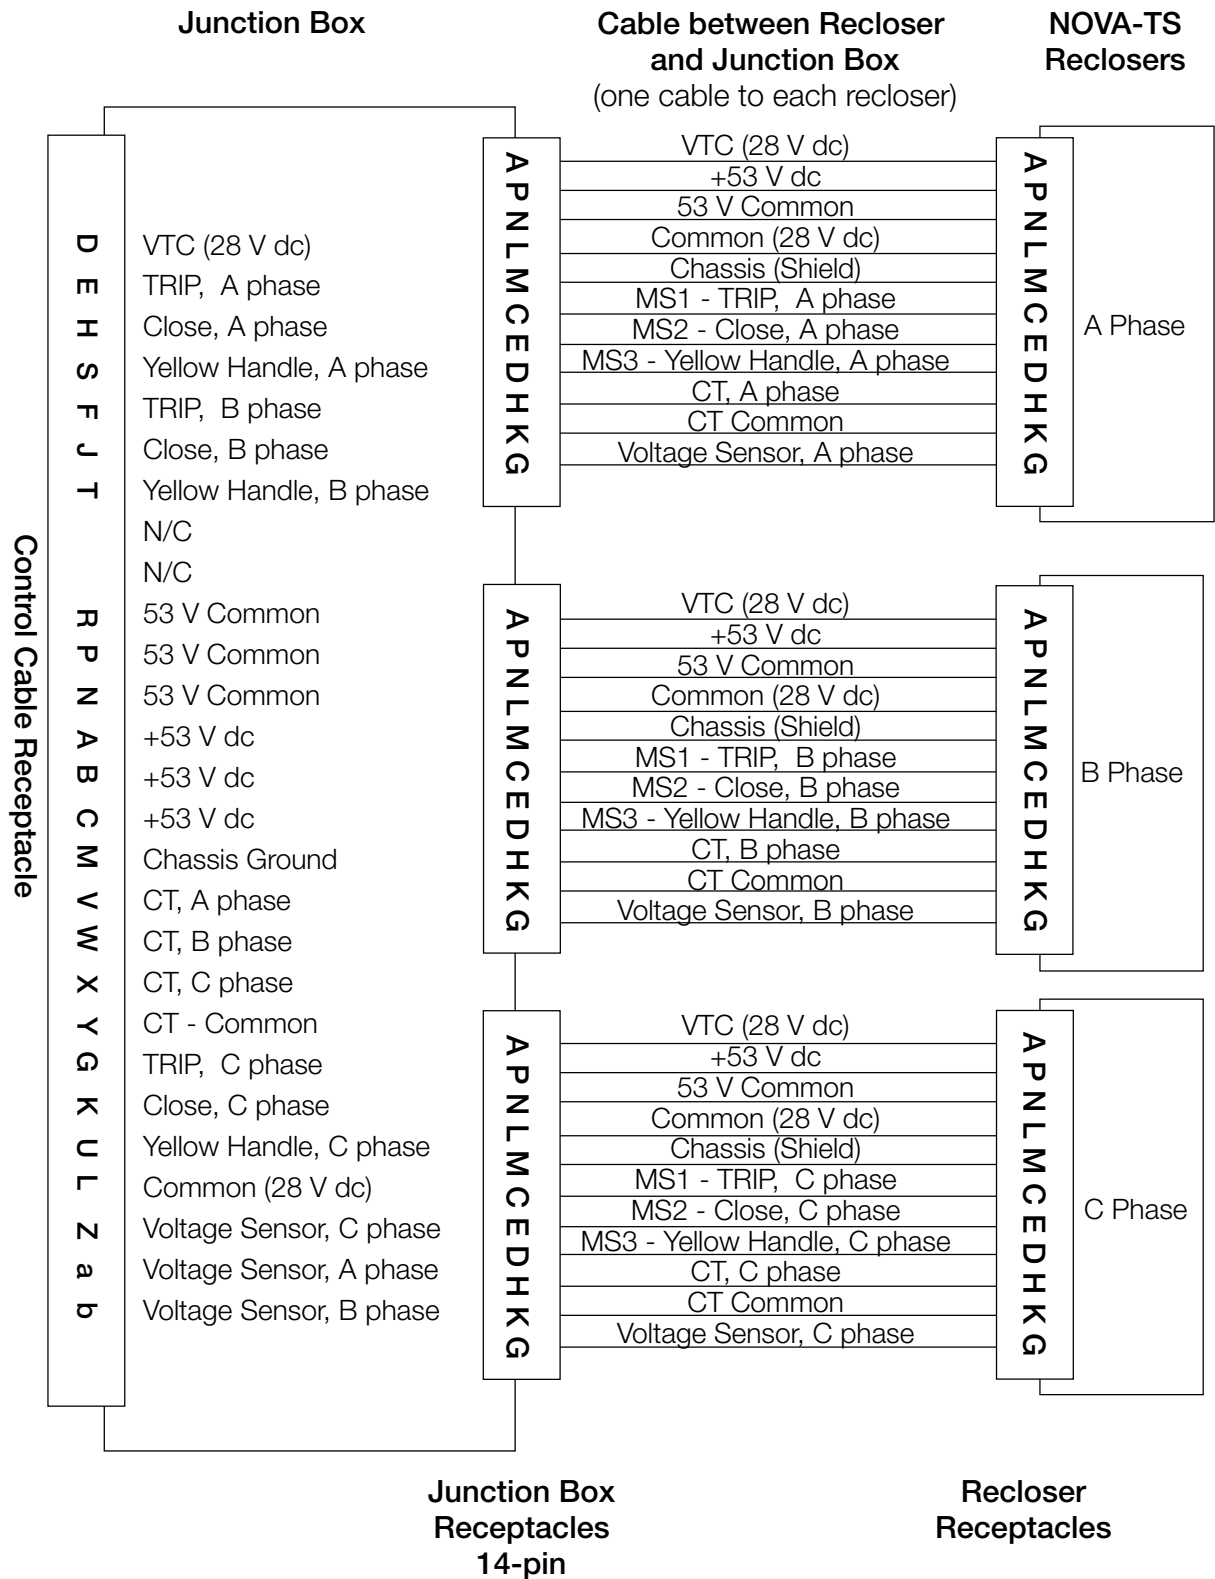 Junction Box
Cable between Recloser
and Junction Box
(one cable to each recloser)
NOVA-TS
Reclosers
Control Cable Receptacle
D VTC (28 V dc)
E TRIP, A phase
H Close, A phase
S Yellow Handle, A phase
F TRIP, B phase
J Close, B phase
T Yellow Handle, B phase
N/C
N/C
R 53 V Common
P 53 V Common
N 53 V Common
A +53 V dc
B +53 V dc
C +53 V dc
M Chassis Ground
V CT, A phase
W CT, B phase
X CT, C phase
Y CT - Common
G TRIP, C phase
K Close, C phase
U Yellow Handle, C phase
L Common (28 V dc)
Z Voltage Sensor, C phase
a Voltage Sensor, A phase
b Voltage Sensor, B phase
A P N L M C E D H K G
VTC (28 V dc)
+53 V dc
53 V Common
Common (28 V dc)
Chassis (Shield)
MS1 - TRIP, A phase
MS2 - Close, A phase
MS3 - Yellow Handle, A phase
CT, A phase
CT Common
Voltage Sensor, A phase
A P N L M C E D H K G
A Phase
A P N L M C E D H K G
VTC (28 V dc)
+53 V dc
53 V Common
Common (28 V dc)
Chassis (Shield)
MS1 - TRIP, B phase
MS2 - Close, B phase
MS3 - Yellow Handle, B phase
CT, B phase
CT Common
Voltage Sensor, B phase
A P N L M C E D H K G
B Phase
A P N L M C E D H K G
VTC (28 V dc)
+53 V dc
53 V Common
Common (28 V dc)
Chassis (Shield)
MS1 - TRIP, C phase
MS2 - Close, C phase
MS3 - Yellow Handle, C phase
CT, C phase
CT Common
Voltage Sensor, C phase
A P N L M C E D H K G
C Phase
Junction Box
Receptacles
14-pin
Recloser
Receptacles